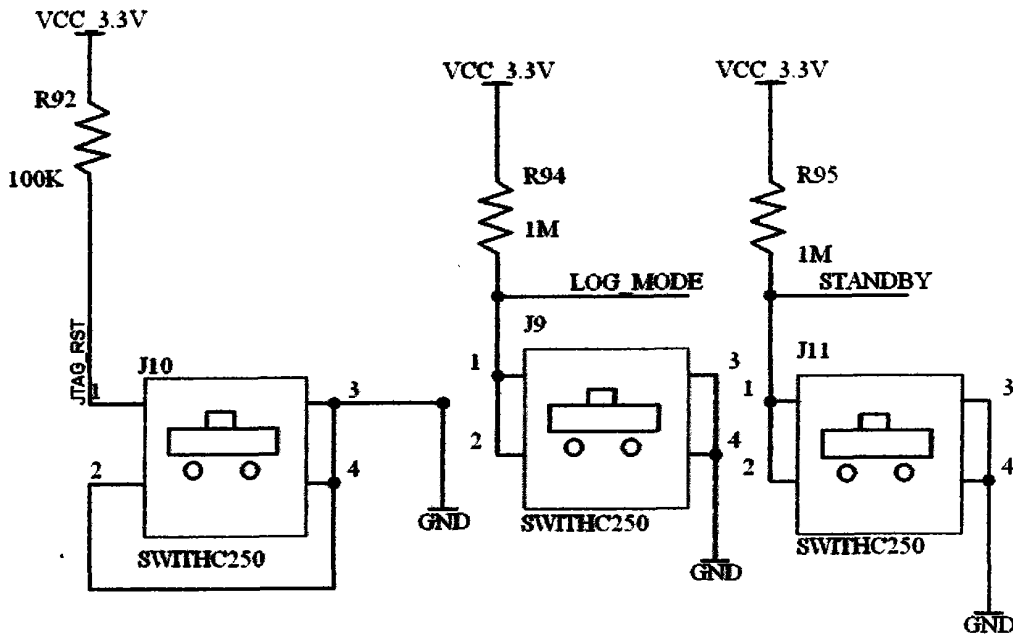 VCC_3.3V
R92
100K
JTAG_RST
1
J10
3
2
4
SWITHC250
GND
VCC_3.3V
R94
1M
LOG_MODE
J9
1
3
2
4
SWITHC250
GND
VCC_3.3V
R95
1M
STANDBY
J11
1
3
2
4
SWITHC250
GND